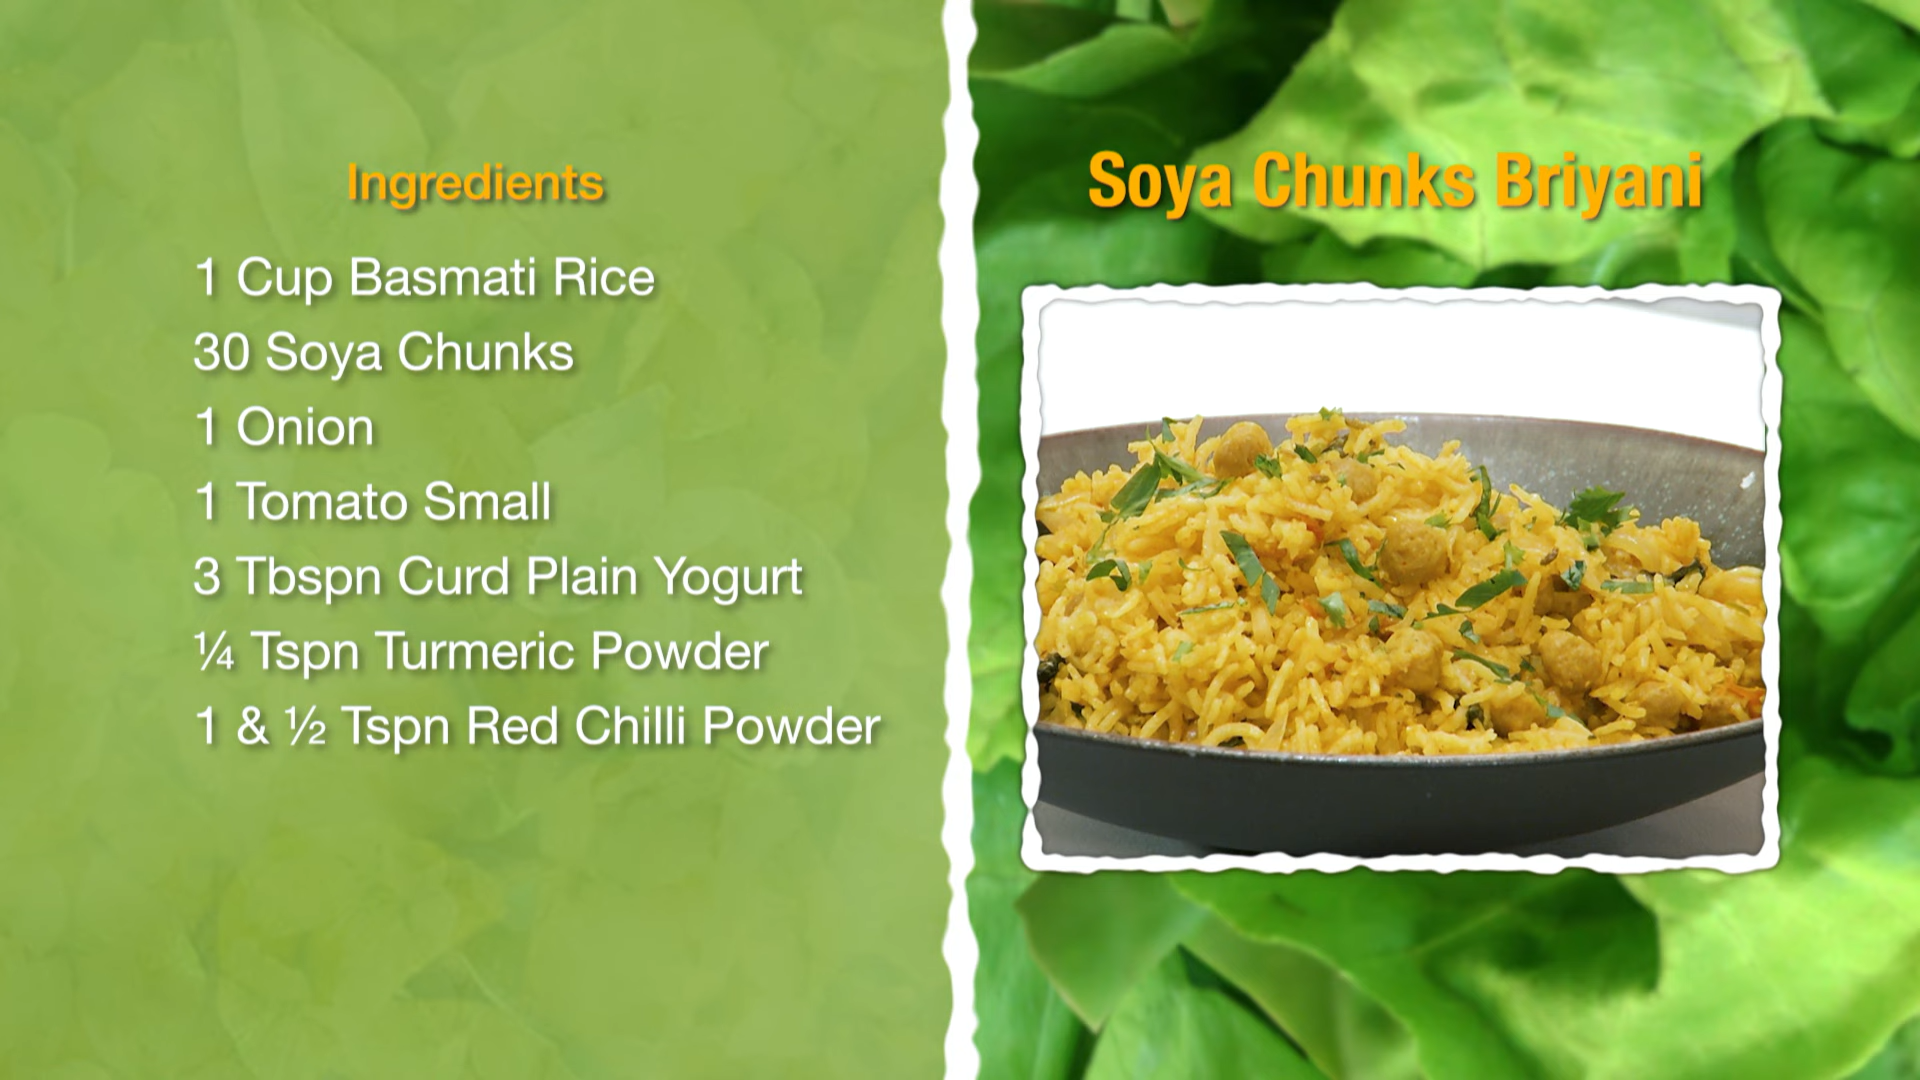 Ingredients
1 Cup Basmati Rice
30 Soya Chunks
1 Onion
1 Tomato Small
3 Tbspn Curd Plain Yogurt
¼ Tspn Turmeric Powder
1 & ½ Tspn Red Chilli Powder
Soya Chunks Briyani